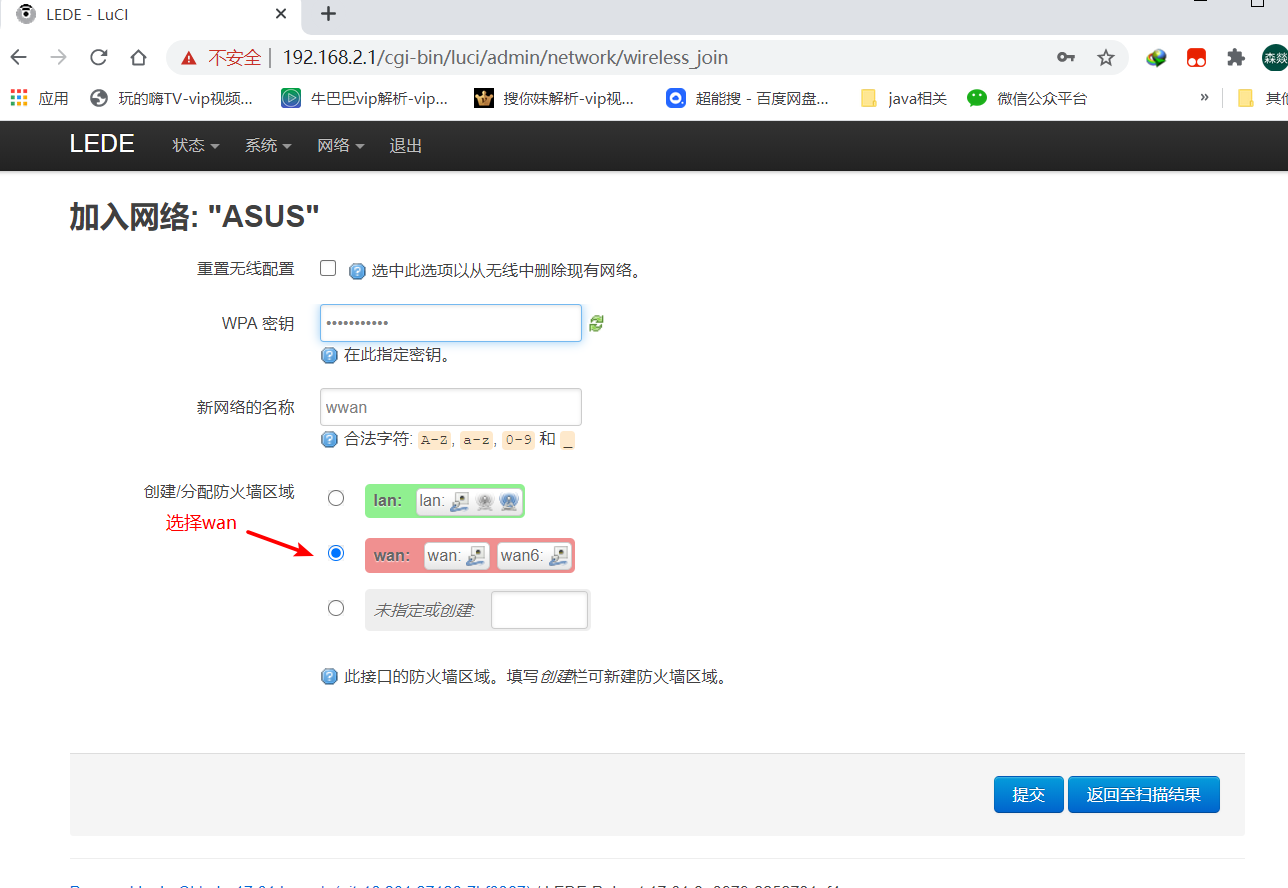 LEDE - LuCI
不安全 | 192.168.2.1/cgi-bin/luci/admin/network/wireless_join
森燚
应用 玩的嗨TV-vip视频... 牛巴巴vip解析-vip... 搜你妹解析-vip视... 超能搜 - 百度网盘... java相关 微信公众平台 » 其他
LEDE 状态 系统 网络 退出
加入网络: "ASUS"
重置无线配置 选中此选项以从无线中删除现有网络。
WPA 密钥 •••••••••••
在此指定密钥。
新网络的名称 wwan
合法字符: A-Z, a-z, 0-9 和 _
创建/分配防火墙区域 lan: lan:
选择wan
wan: wan: wan6:
未指定或创建:
此接口的防火墙区域。填写创建栏可新建防火墙区域。
提交 返回至扫描结果